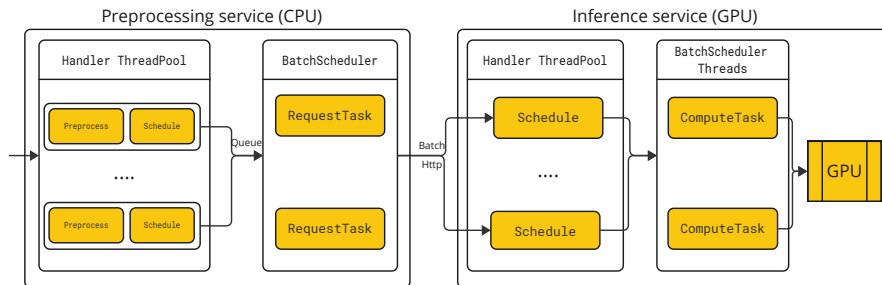 Preprocessing service (CPU)
Handler ThreadPool
Preprocess
Schedule
....
Preprocess
Schedule
Queue
BatchScheduler
RequestTask
RequestTask
Batch
Http
Inference service (GPU)
Handler ThreadPool
Schedule
....
Schedule
BatchScheduler
Threads
ComputeTask
ComputeTask
GPU